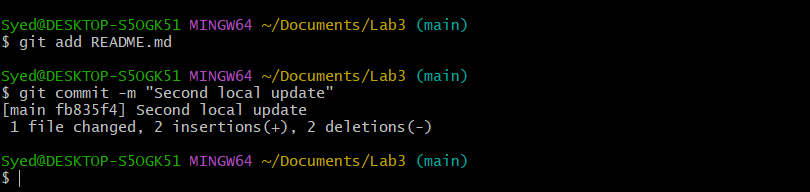 Syed@DESKTOP-S5OGK51 MINGW64 ~/Documents/Lab3 (main)
$ git add README.md
Syed@DESKTOP-S5OGK51 MINGW64 ~/Documents/Lab3 (main)
$ git commit -m "Second local update"
[main fb835f4] Second local update
 1 file changed, 2 insertions(+), 2 deletions(-)
Syed@DESKTOP-S5OGK51 MINGW64 ~/Documents/Lab3 (main)
$